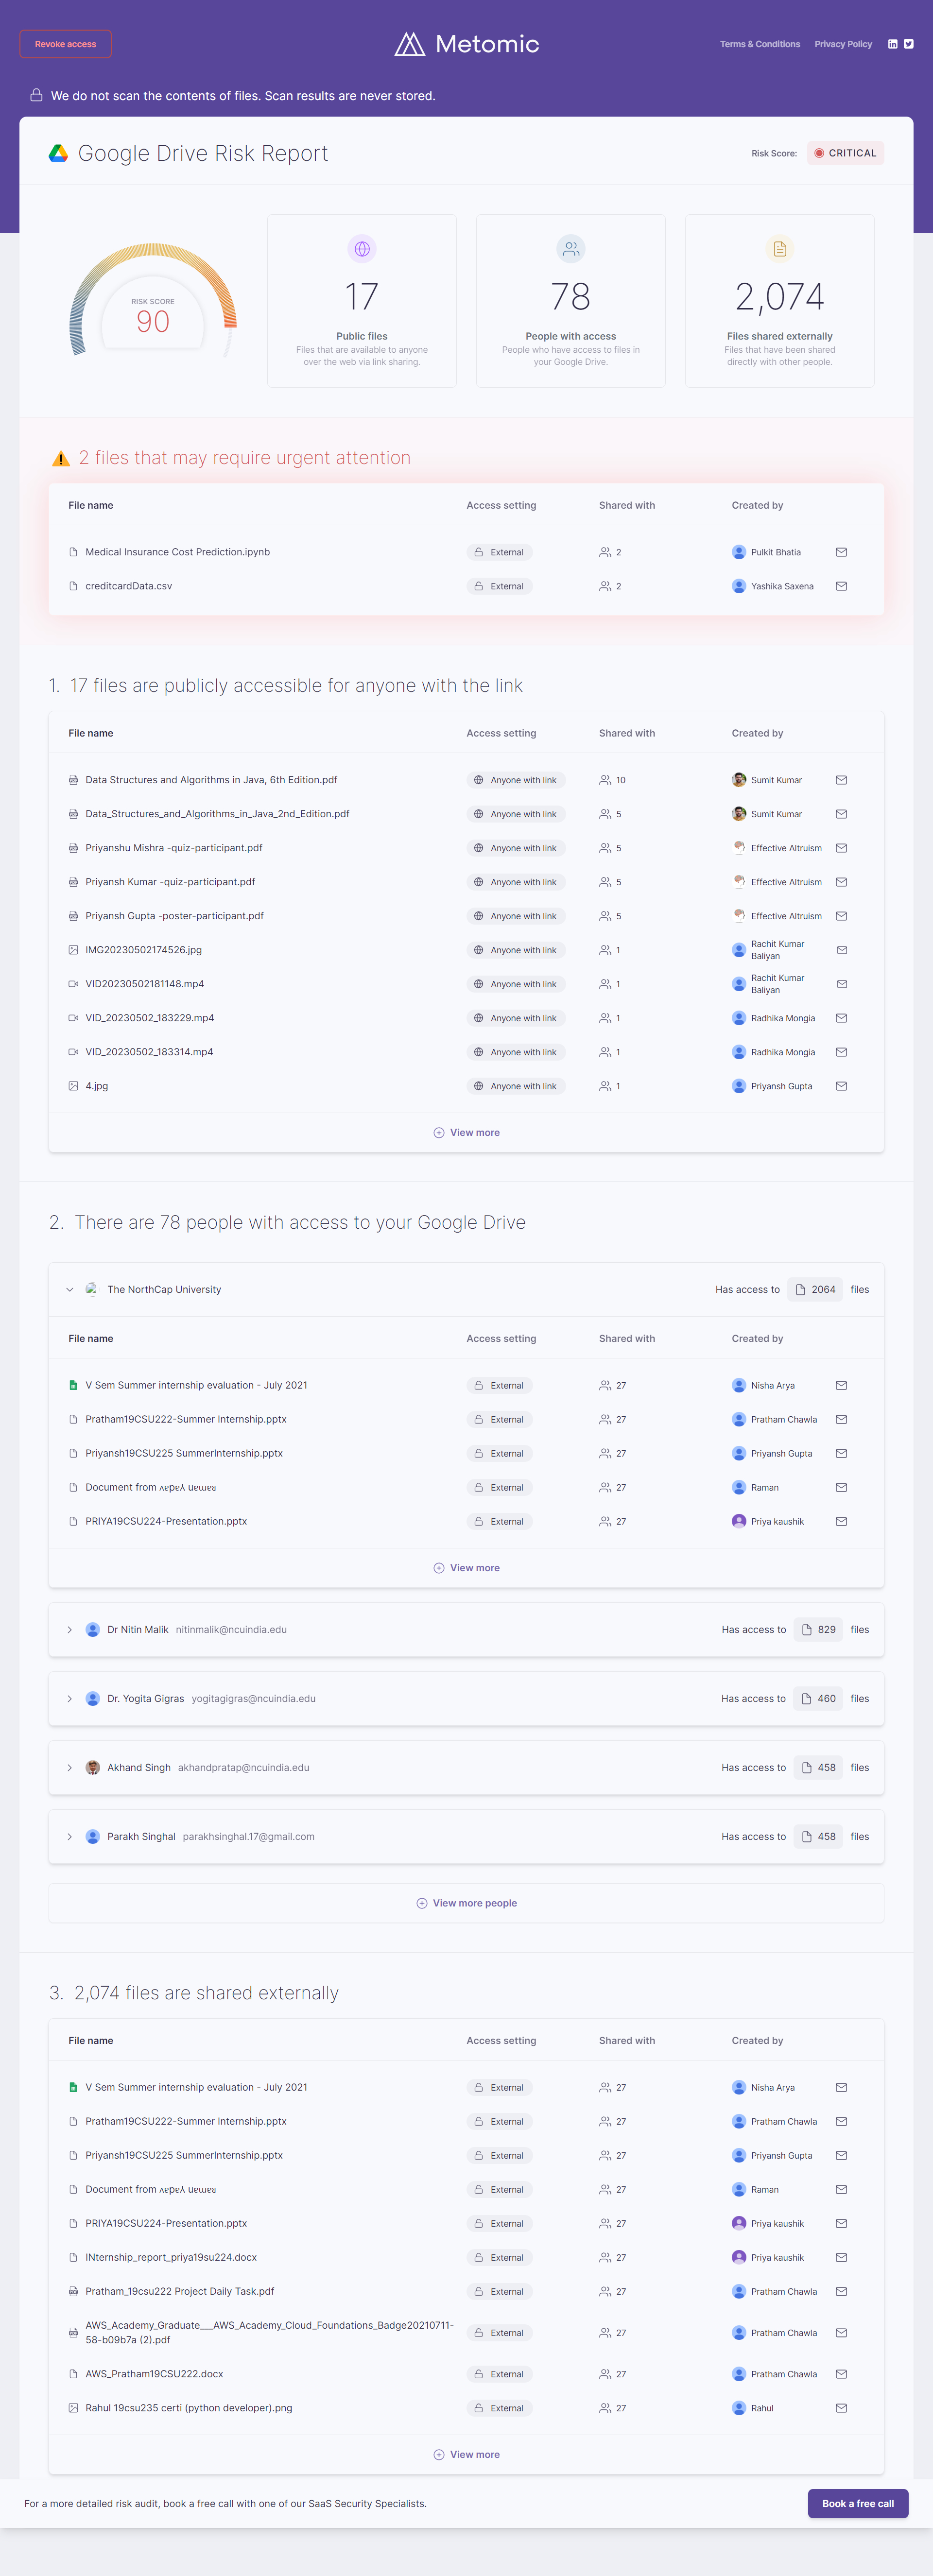 Revoke access
Metomic
Terms & Conditions Privacy Policy
We do not scan the contents of files. Scan results are never stored.
Google Drive Risk Report
Risk Score: CRITICAL
RISK SCORE
90
17
Public files
Files that are available to anyone
over the web via link sharing.
78
People with access
People who have access to files in
your Google Drive.
2,074
Files shared externally
Files that have been shared
directly with other people.
2 files that may require urgent attention
File name Access setting Shared with Created by
Medical Insurance Cost Prediction.ipynb External 2 Pulkit Bhatia
creditcardData.csv External 2 Yashika Saxena
1. 17 files are publicly accessible for anyone with the link
File name Access setting Shared with Created by
Data Structures and Algorithms in Java, 6th Edition.pdf Anyone with link 10 Sumit Kumar
Data_Structures_and_Algorithms_in_Java_2nd_Edition.pdf Anyone with link 5 Sumit Kumar
Priyanshu Mishra -quiz-participant.pdf Anyone with link 5 Effective Altruism
Priyansh Kumar -quiz-participant.pdf Anyone with link 5 Effective Altruism
Priyansh Gupta -poster-participant.pdf Anyone with link 5 Effective Altruism
IMG20230502174526.jpg Anyone with link 1 Rachit Kumar
Baliyan
VID20230502181148.mp4 Anyone with link 1 Rachit Kumar
Baliyan
VID_20230502_183229.mp4 Anyone with link 1 Radhika Mongia
VID_20230502_183314.mp4 Anyone with link 1 Radhika Mongia
4.jpg Anyone with link 1 Priyansh Gupta
View more
2. There are 78 people with access to your Google Drive
The NorthCap University Has access to 2064 files
File name Access setting Shared with Created by
V Sem Summer internship evaluation - July 2021 External 27 Nisha Arya
Pratham19CSU222-Summer Internship.pptx External 27 Pratham Chawla
Priyansh19CSU225 SummerInternship.pptx External 27 Priyansh Gupta
Document from ʌɐpɐʎ uɐɯɐɹ External 27 Raman
PRIYA19CSU224-Presentation.pptx External 27 Priya kaushik
View more
Dr Nitin Malik nitinmalik@ncuindia.edu Has access to 829 files
Dr. Yogita Gigras yogitagigras@ncuindia.edu Has access to 460 files
Akhand Singh akhandpratap@ncuindia.edu Has access to 458 files
Parakh Singhal parakhsinghal.17@gmail.com Has access to 458 files
View more people
3. 2,074 files are shared externally
File name Access setting Shared with Created by
V Sem Summer internship evaluation - July 2021 External 27 Nisha Arya
Pratham19CSU222-Summer Internship.pptx External 27 Pratham Chawla
Priyansh19CSU225 SummerInternship.pptx External 27 Priyansh Gupta
Document from ʌɐpɐʎ uɐɯɐɹ External 27 Raman
PRIYA19CSU224-Presentation.pptx External 27 Priya kaushik
INternship_report_priya19su224.docx External 27 Priya kaushik
Pratham_19csu222 Project Daily Task.pdf External 27 Pratham Chawla
AWS_Academy_Graduate___AWS_Academy_Cloud_Foundations_Badge20210711-
58-b09b7a (2).pdf External 27 Pratham Chawla
AWS_Pratham19CSU222.docx External 27 Pratham Chawla
Rahul 19csu235 certi (python developer).png External 27 Rahul
View more
For a more detailed risk audit, book a free call with one of our SaaS Security Specialists. Book a free call